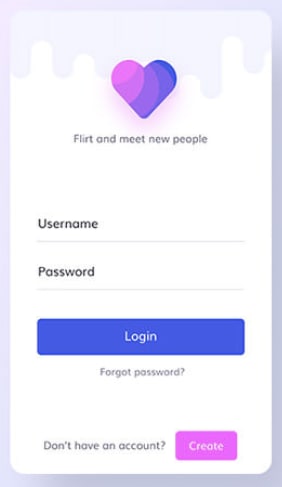 Flirt and meet new people
Username
Password
Login
Forgot password?
Don't have an account? Create